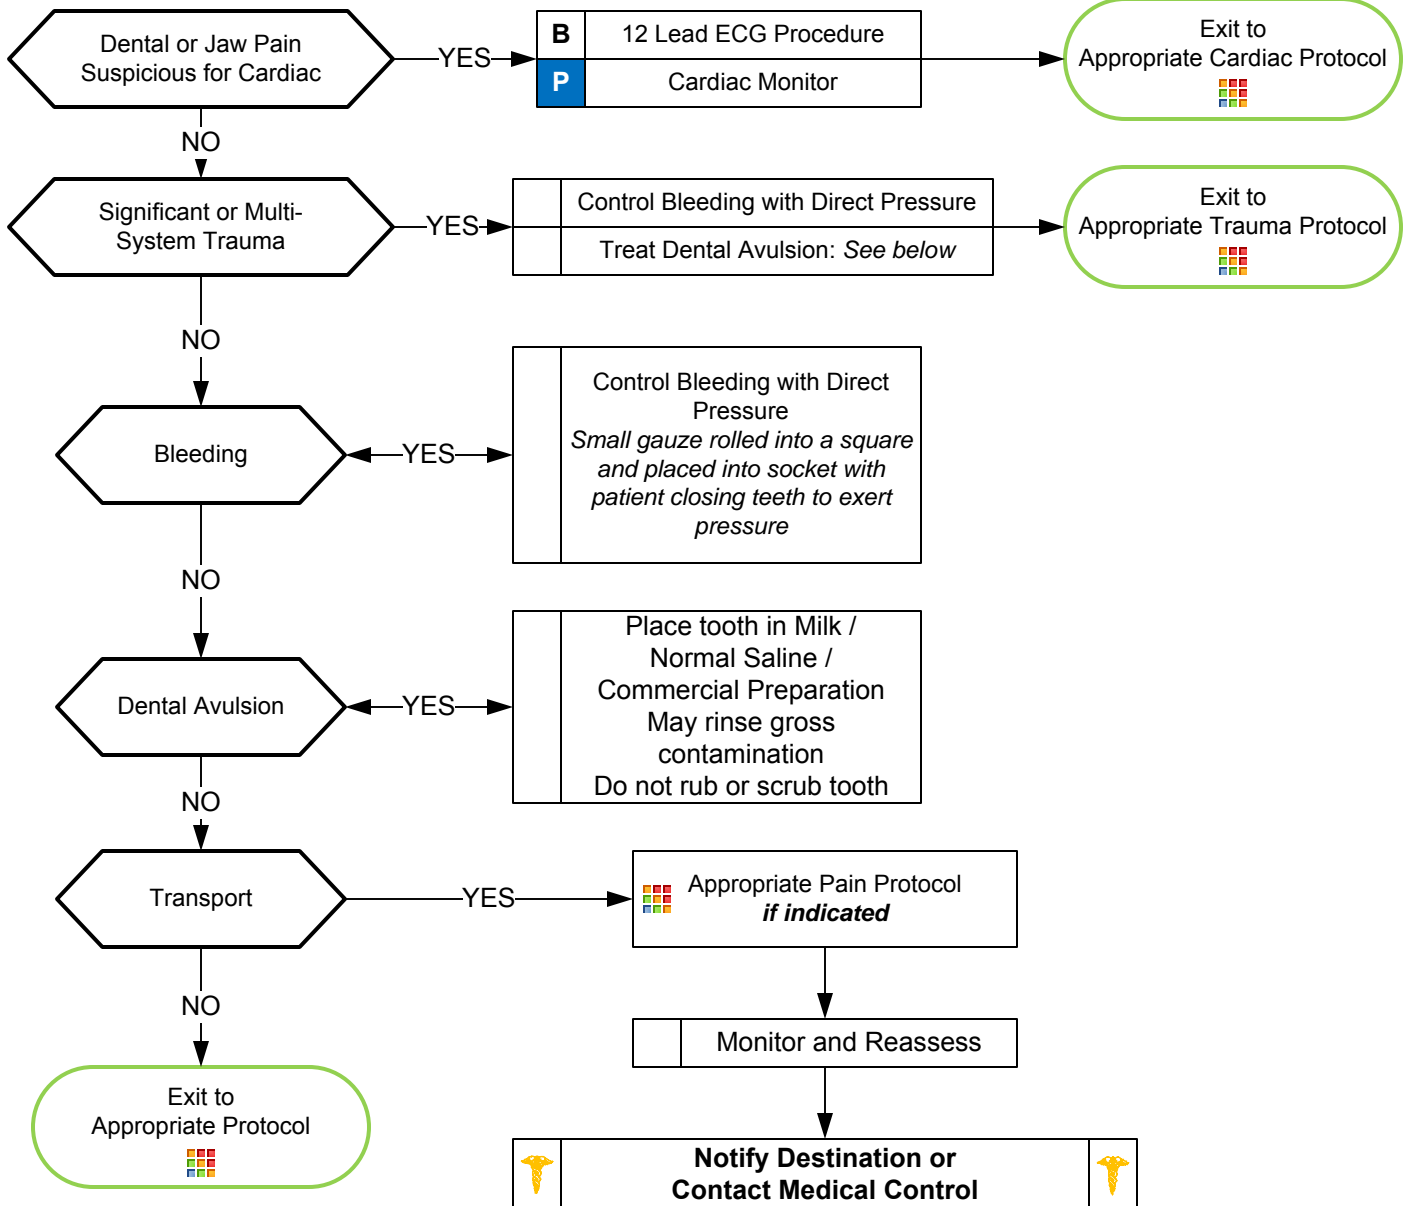 Dental or Jaw Pain
Suspicious for Cardiac
YES
B
12 Lead ECG Procedure
P
Cardiac Monitor
Exit to
Appropriate Cardiac Protocol
NO
Significant or Multi-
System Trauma
YES
Control Bleeding with Direct Pressure
Treat Dental Avulsion: See below
Exit to
Appropriate Trauma Protocol
NO
Bleeding
YES
Control Bleeding with Direct
Pressure
Small gauze rolled into a square
and placed into socket with
patient closing teeth to exert
pressure
NO
Dental Avulsion
YES
Place tooth in Milk /
Normal Saline /
Commercial Preparation
May rinse gross
contamination
Do not rub or scrub tooth
NO
Transport
YES
Appropriate Pain Protocol
if indicated
NO
Monitor and Reassess
Exit to
Appropriate Protocol
Notify Destination or
Contact Medical Control